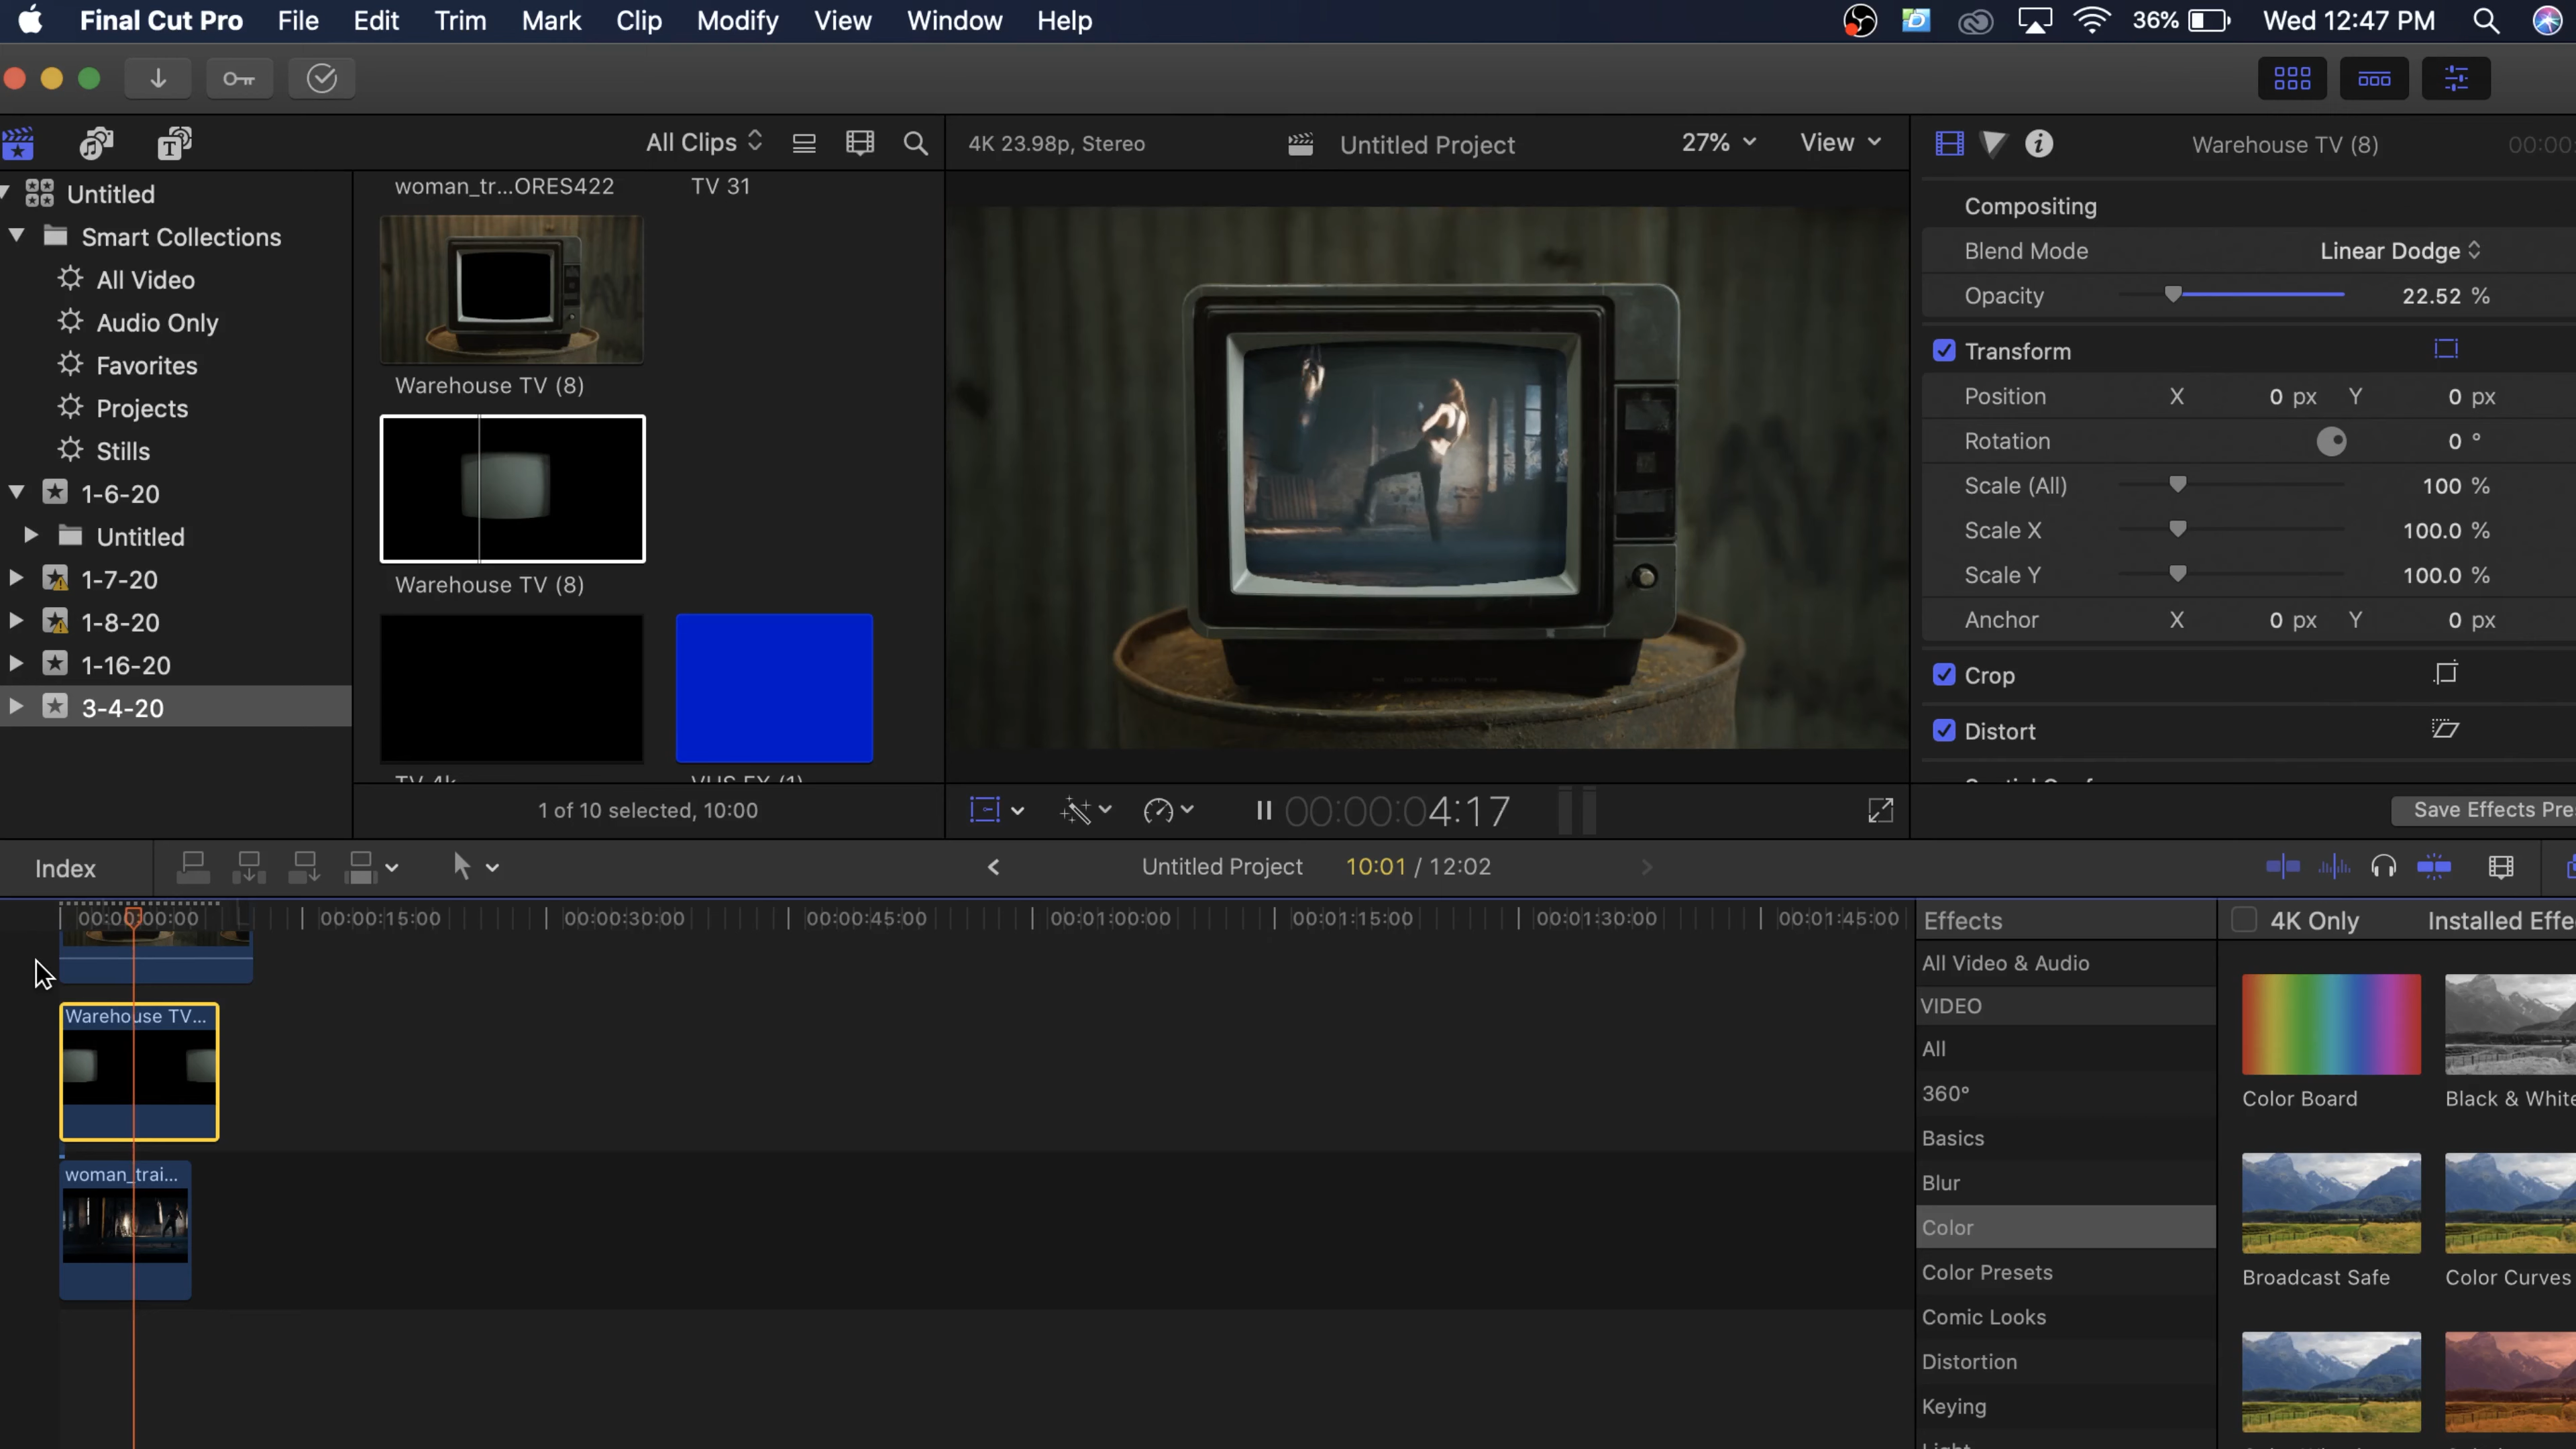 Final Cut Pro File Edit Trim Mark Clip Modify View Window Help 36% Wed 12:47 PM
All Clips
4K 23.98p, Stereo Untitled Project 27% View
Warehouse TV (8) 00:00:
Untitled
Smart Collections
All Video
Audio Only
Favorites
Projects
Stills
1-6-20
Untitled
1-7-20
1-8-20
1-16-20
3-4-20
woman_tr...ORES422 TV 31
Warehouse TV (8)
Warehouse TV (8)
TV 4k VHS FX (1)
1 of 10 selected, 10:00
00:00:04:17
Compositing
Blend Mode Linear Dodge
Opacity 22.52 %
Transform
Position X 0 px Y 0 px
Rotation 0 °
Scale (All) 100 %
Scale X 100.0 %
Scale Y 100.0 %
Anchor X 0 px Y 0 px
Crop
Distort
Save Effects Pre
Index Untitled Project 10:01 / 12:02
00:00:00:00 00:00:15:00 00:00:30:00 00:00:45:00 00:01:00:00 00:01:15:00 00:01:30:00 00:01:45:00
Warehouse TV...
woman_trai...
Effects 4K Only Installed Effe
All Video & Audio
VIDEO
All
360°
Basics
Blur
Color
Color Presets
Comic Looks
Distortion
Keying
Color Board Black & White
Broadcast Safe Color Curves